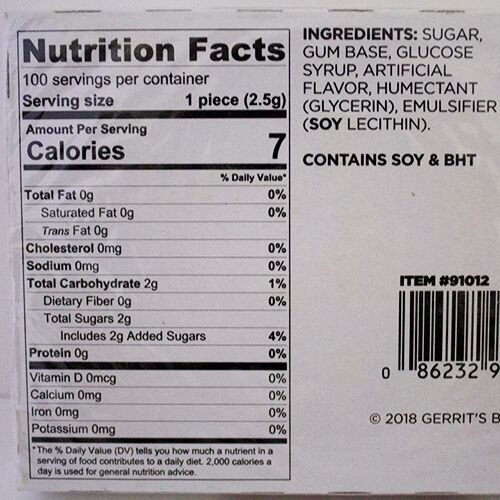 Nutrition Facts
100 servings per container
Serving size 1 piece (2.5g)
Amount Per Serving
Calories 7
% Daily Value*
Total Fat 0g 0%
Saturated Fat 0g 0%
Trans Fat 0g
Cholesterol 0mg 0%
Sodium 0mg 0%
Total Carbohydrate 2g 1%
Dietary Fiber 0g 0%
Total Sugars 2g
Includes 2g Added Sugars 4%
Protein 0g 0%
Vitamin D 0mcg 0%
Calcium 0mg 0%
Iron 0mg 0%
Potassium 0mg 0%
*The % Daily Value (DV) tells you how much a nutrient in a
serving of food contributes to a daily diet. 2,000 calories a
day is used for general nutrition advice.
INGREDIENTS: SUGAR,
GUM BASE, GLUCOSE
SYRUP, ARTIFICIAL
FLAVOR, HUMECTANT
(GLYCERIN), EMULSIFIER
(SOY LECITHIN).
CONTAINS SOY & BHT
ITEM #91012
0 86232 9
© 2018 GERRIT'S B